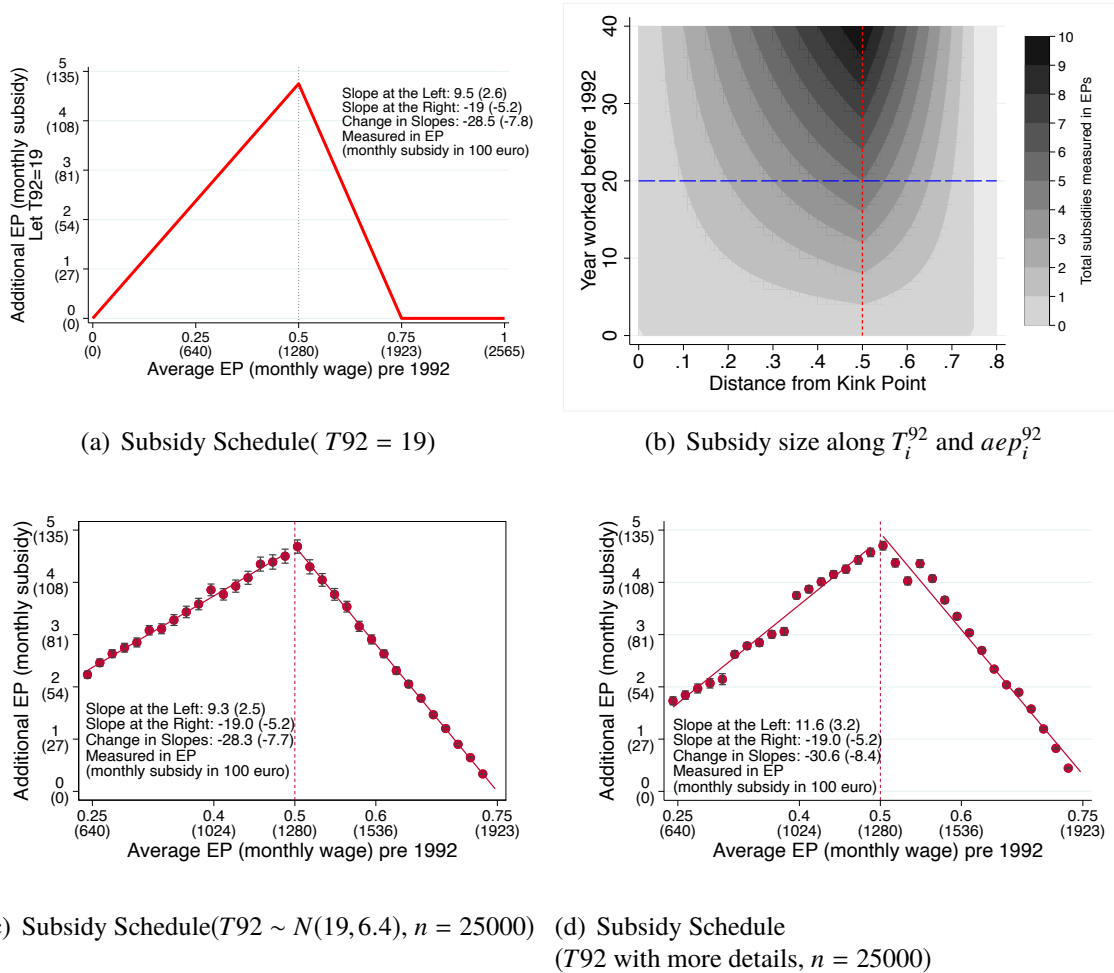 Additional EP (monthly subsidy)
Let T92=19
5
(135)
4
(108)
3
(81)
2
(54)
1
(27)
0
(0)
Slope at the Left: 9.5 (2.6)
Slope at the Right: -19 (-5.2)
Change in Slopes: -28.5 (-7.8)
Measured in EP
(monthly subsidy in 100 euro)
0 0.25 0.5 0.75 1
(0) (640) (1280) (1923) (2565)
Average EP (monthly wage) pre 1992
(a) Subsidy Schedule( T92 = 19)
Year worked before 1992
40
30
20
10
0
0 .1 .2 .3 .4 .5 .6 .7 .8
Distance from Kink Point
10
9
8
7
6
5
4
3
2
1
0
Total subsidiies measured in EPs
(b) Subsidy size along T_i^92 and aep_i^92
Additional EP (monthly subsidy)
5
(135)
4
(108)
3
(81)
2
(54)
1
(27)
0
(0)
Slope at the Left: 9.3 (2.5)
Slope at the Right: -19.0 (-5.2)
Change in Slopes: -28.3 (-7.7)
Measured in EP
(monthly subsidy in 100 euro)
0.25 0.4 0.5 0.6 0.75
(640) (1024) (1280) (1536) (1923)
Average EP (monthly wage) pre 1992
) Subsidy Schedule(T92 ∼ N(19,6.4), n = 25000)
Additional EP (monthly subsidy)
5
(135)
4
(108)
3
(81)
2
(54)
1
(27)
0
(0)
Slope at the Left: 11.6 (3.2)
Slope at the Right: -19.0 (-5.2)
Change in Slopes: -30.6 (-8.4)
Measured in EP
(monthly subsidy in 100 euro)
0.25 0.4 0.5 0.6 0.75
(640) (1024) (1280) (1536) (1923)
Average EP (monthly wage) pre 1992
(d) Subsidy Schedule
(T92 with more details, n = 25000)